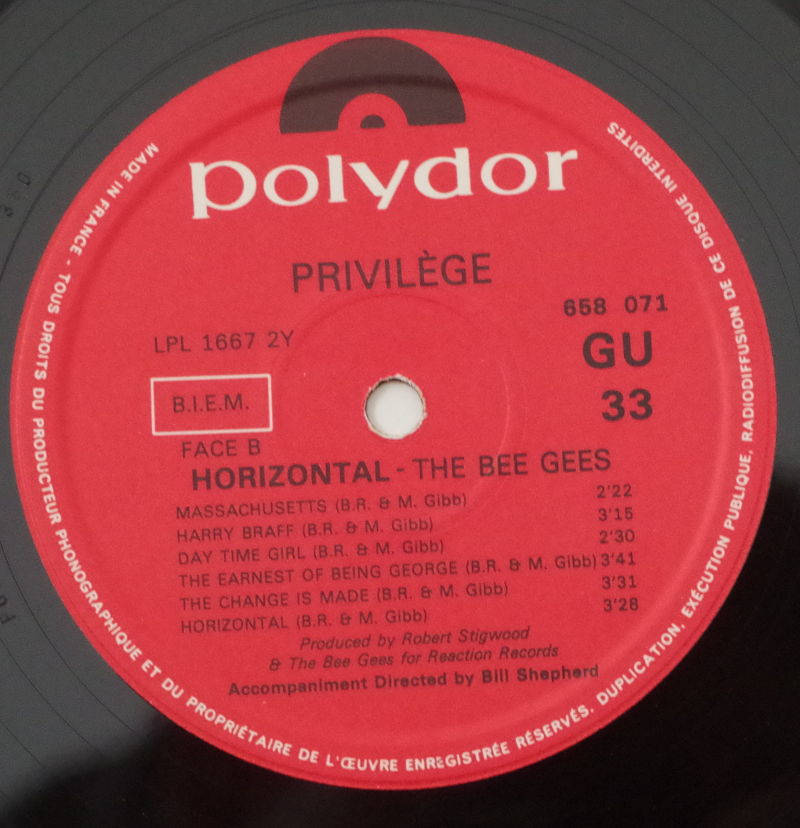 polydor
PRIVILÈGE
658 071
LPL 1667 2Y
GU
B.I.E.M.
33
FACE B
HORIZONTAL - THE BEE GEES
MASSACHUSETTS (B.R. & M. Gibb) 2'22
HARRY BRAFF (B.R. & M. Gibb) 3'15
DAY TIME GIRL (B.R. & M. Gibb) 2'30
THE EARNEST OF BEING GEORGE (B.R. & M. Gibb) 3'41
THE CHANGE IS MADE (B.R. & M. Gibb) 3'31
HORIZONTAL (B.R. & M. Gibb) 3'28
Produced by Robert Stigwood
& The Bee Gees for Reaction Records
Accompaniment Directed by Bill Shepherd
MADE IN FRANCE - TOUS DROITS DU PRODUCTEUR PHONOGRAPHIQUE ET DU PROPRIÉTAIRE DE L'ŒUVRE ENREGISTRÉE RÉSERVÉS. DUPLICATION, EXÉCUTION PUBLIQUE, RADIODIFFUSION DE CE DISQUE INTERDITES